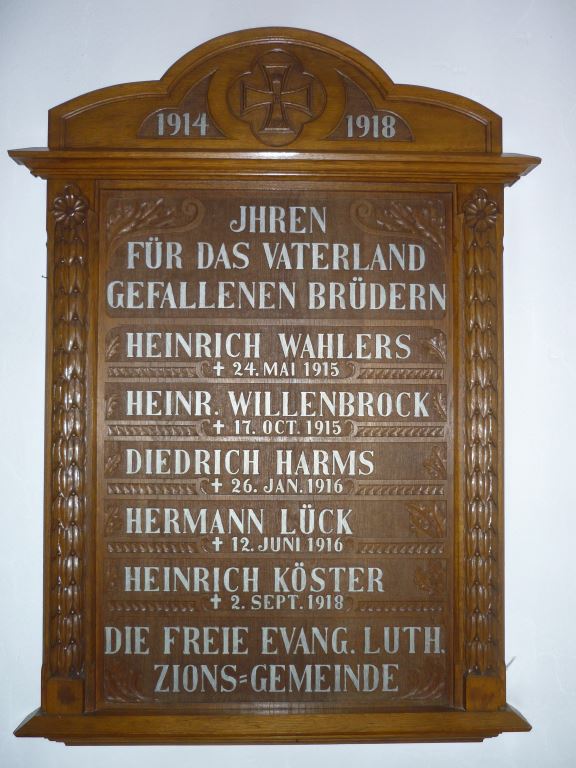 1914 1918
JHREN
FÜR DAS VATERLAND
GEFALLENEN BRÜDERN
HEINRICH WAHLERS
✝ 24. MAI 1915
HEINR. WILLENBROCK
✝ 17. OCT. 1915
DIEDRICH HARMS
✝ 26. JAN. 1916
HERMANN LÜCK
✝ 12. JUNI 1916
HEINRICH KÖSTER
✝ 2. SEPT. 1918
DIE FREIE EVANG. LUTH.
ZIONS=GEMEINDE